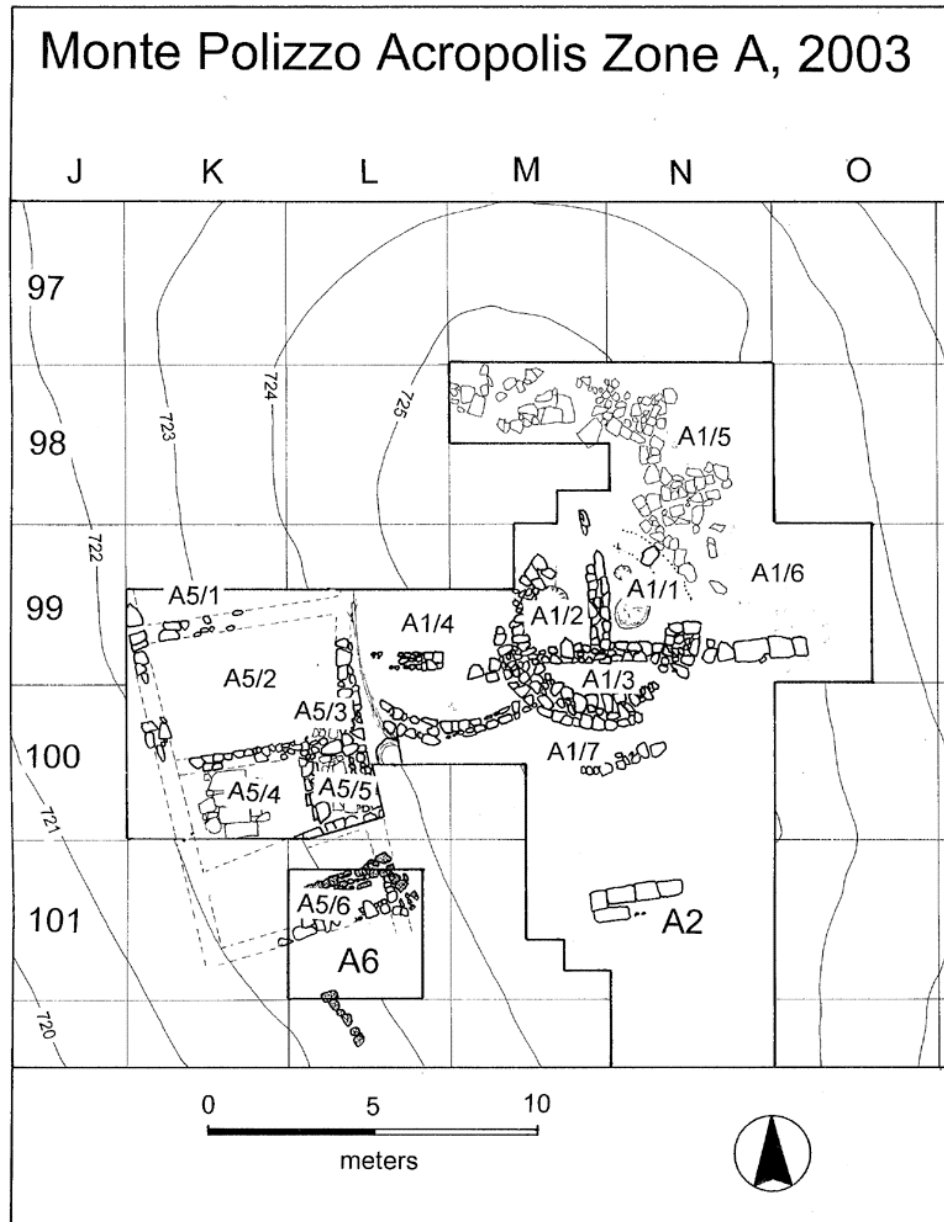 Monte Polizzo Acropolis Zone A, 2003
J K L M N O
97
98
99
100
101
722
723
724
725
721
720
A1/5
A1/6
A1/1
A1/2
A1/4
A1/3
A1/7
A5/1
A5/2
A5/3
A5/4
A5/5
A5/6
A6
A2
0 5 10
meters